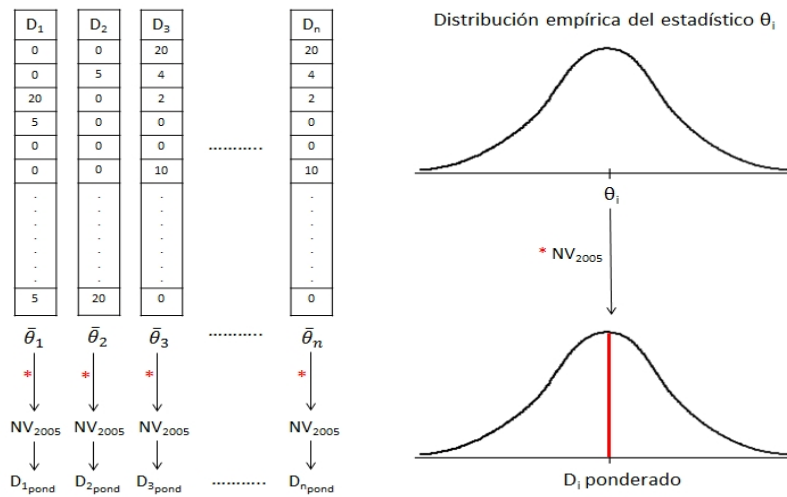 D1 D2 D3 Dn
0 0 20 20
0 5 4 4
20 0 2 2
5 0 0 0
0 0 0 0
..........
0 0 10 10
5 20 0 0
θ̄1 θ̄2 θ̄3 .......... θ̄n
* * * *
NV2005 NV2005 NV2005 NV2005
D1pond D2pond D3pond .......... Dnpond
Distribución empírica del estadístico θi
θi
* NV2005
Di ponderado